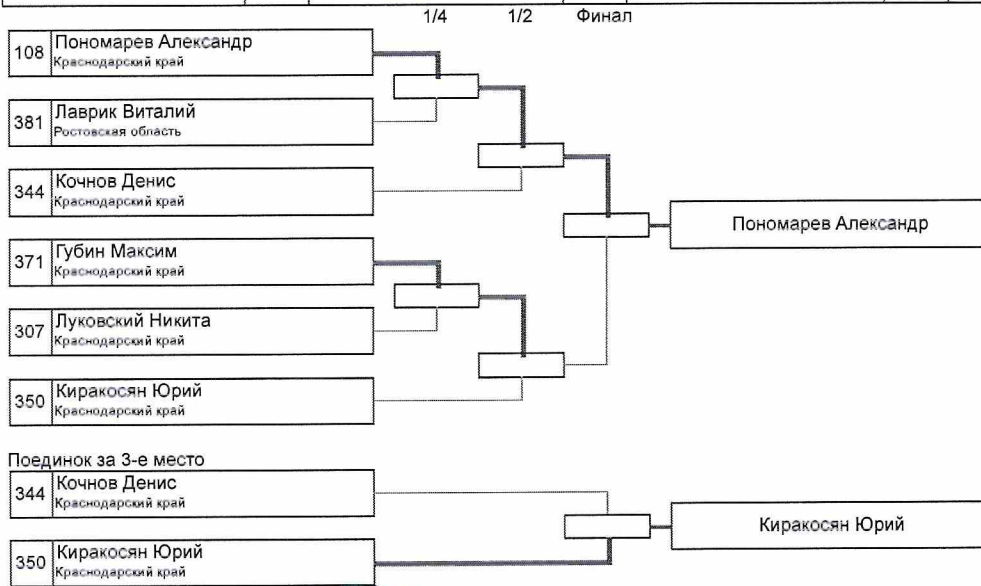 1/4 1/2 Финал
108 Пономарев Александр
Краснодарский край
381 Лаврик Виталий
Ростовская область
344 Кочнов Денис
Краснодарский край
Пономарев Александр
371 Губин Максим
Краснодарский край
307 Луковский Никита
Краснодарский край
350 Киракосян Юрий
Краснодарский край
Поединок за 3-е место
344 Кочнов Денис
Краснодарский край
Киракосян Юрий
350 Киракосян Юрий
Краснодарский край